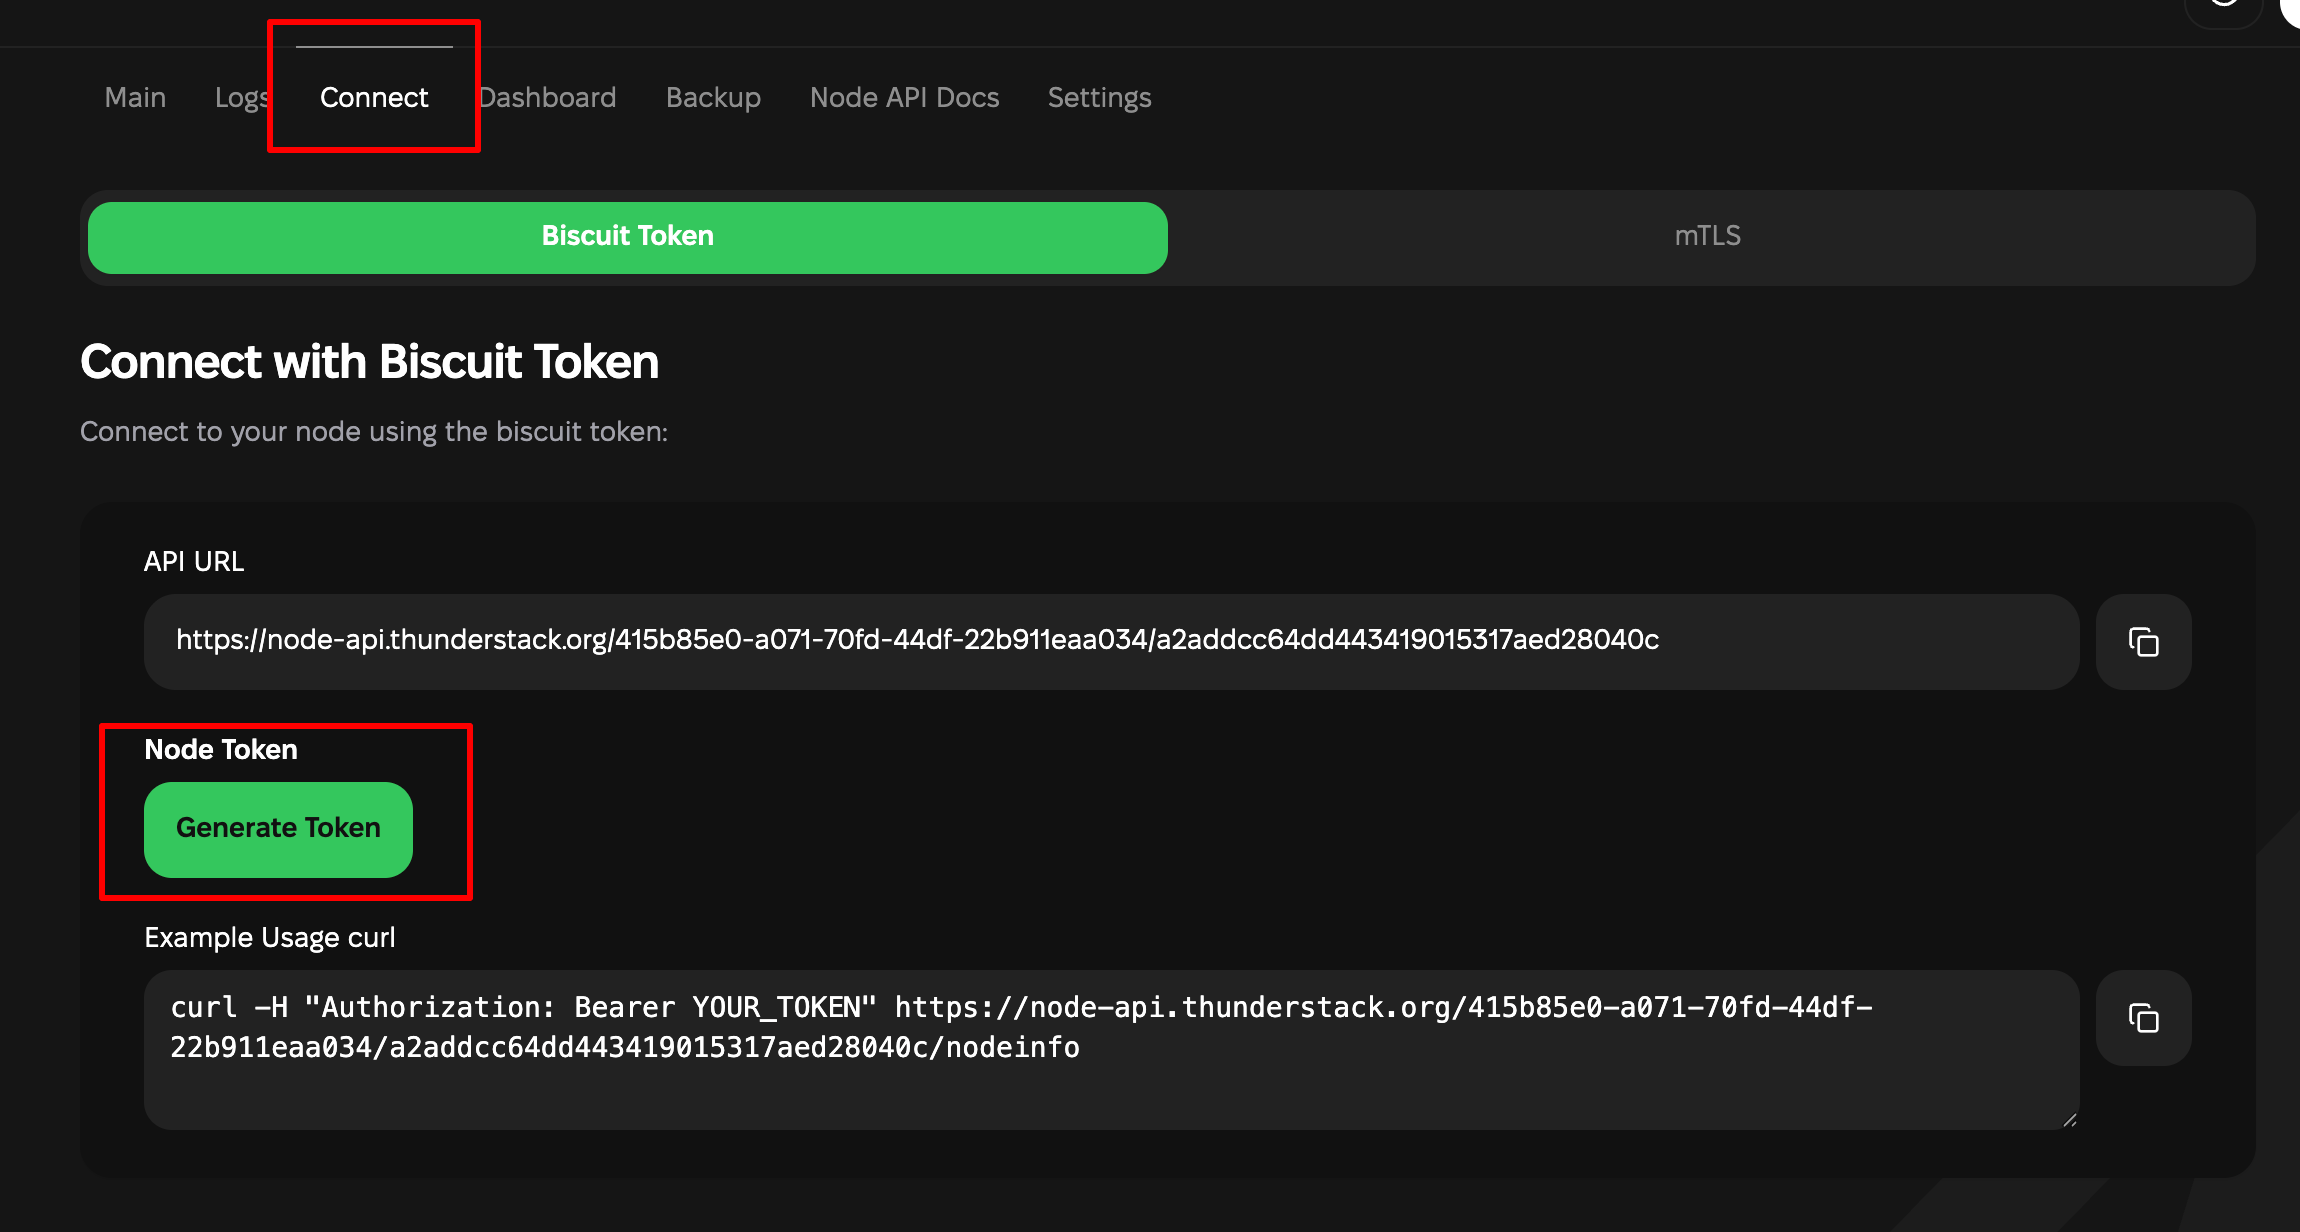 Main Logs Connect Dashboard Backup Node API Docs Settings
Biscuit Token mTLS
Connect with Biscuit Token
Connect to your node using the biscuit token:
API URL
https://node-api.thunderstack.org/415b85e0-a071-70fd-44df-22b911eaa034/a2addcc64dd443419015317aed28040c
Node Token
Generate Token
Example Usage curl
curl -H "Authorization: Bearer YOUR_TOKEN" https://node-api.thunderstack.org/415b85e0-a071-70fd-44df-
22b911eaa034/a2addcc64dd443419015317aed28040c/nodeinfo